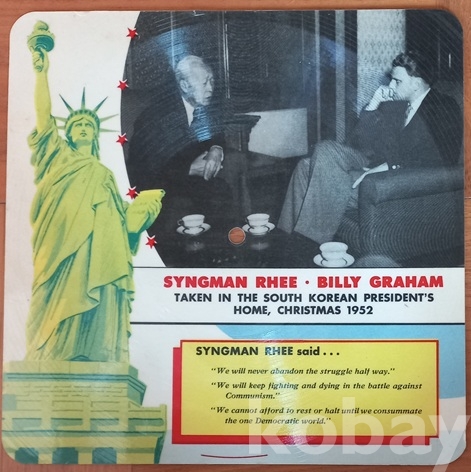 SYNGMAN RHEE · BILLY GRAHAM
TAKEN IN THE SOUTH KOREAN PRESIDENT'S
HOME, CHRISTMAS 1952
SYNGMAN RHEE said . . .
"We will never abandon the struggle half way."
"We will keep fighting and dying in the battle against
Communism."
"We cannot afford to rest or halt until we consummate
the one Democratic world."
kobay